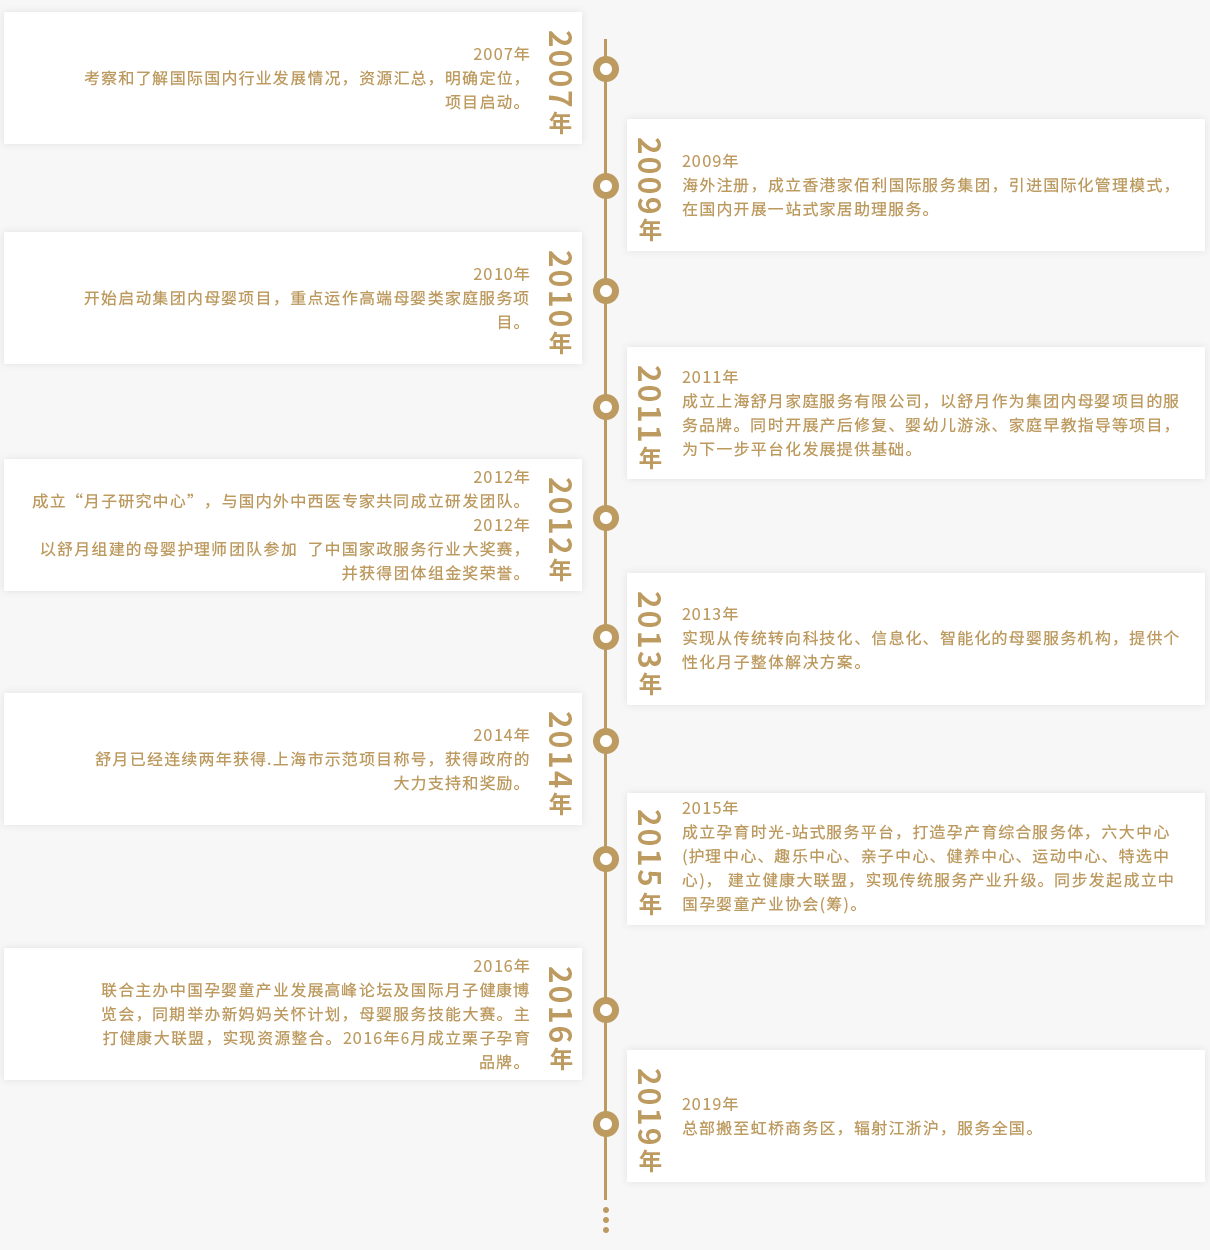 2007年
2007年
考察和了解国际国内行业发展情况，资源汇总，明确定位，
项目启动。
2009年
2009年
海外注册，成立香港家佰利国际服务集团，引进国际化管理模式，
在国内开展一站式家居助理服务。
2010年
2010年
开始启动集团内母婴项目，重点运作高端母婴类家庭服务项
目。
2011年
2011年
成立上海舒月家庭服务有限公司，以舒月作为集团内母婴项目的服
务品牌。同时开展产后修复、婴幼儿游泳、家庭早教指导等项目，
为下一步平台化发展提供基础。
2012年
2012年
成立“月子研究中心”，与国内外中西医专家共同成立研发团队。
2012年
以舒月组建的母婴护理师团队参加 了中国家政服务行业大奖赛，
并获得团体组金奖荣誉。
2013年
2013年
实现从传统转向科技化、信息化、智能化的母婴服务机构，提供个
性化月子整体解决方案。
2014年
2014年
舒月已经连续两年获得.上海市示范项目称号，获得政府的
大力支持和奖励。
2015年
2015年
成立孕育时光-站式服务平台，打造孕产育综合服务体，六大中心
(护理中心、趣乐中心、亲子中心、健养中心、运动中心、特选中
心)， 建立健康大联盟，实现传统服务产业升级。同步发起成立中
国孕婴童产业协会(筹)。
2016年
2016年
联合主办中国孕婴童产业发展高峰论坛及国际月子健康博
览会，同期举办新妈妈关怀计划，母婴服务技能大赛。主
打健康大联盟，实现资源整合。2016年6月成立栗子孕育
品牌。
2019年
2019年
总部搬至虹桥商务区，辐射江浙沪，服务全国。